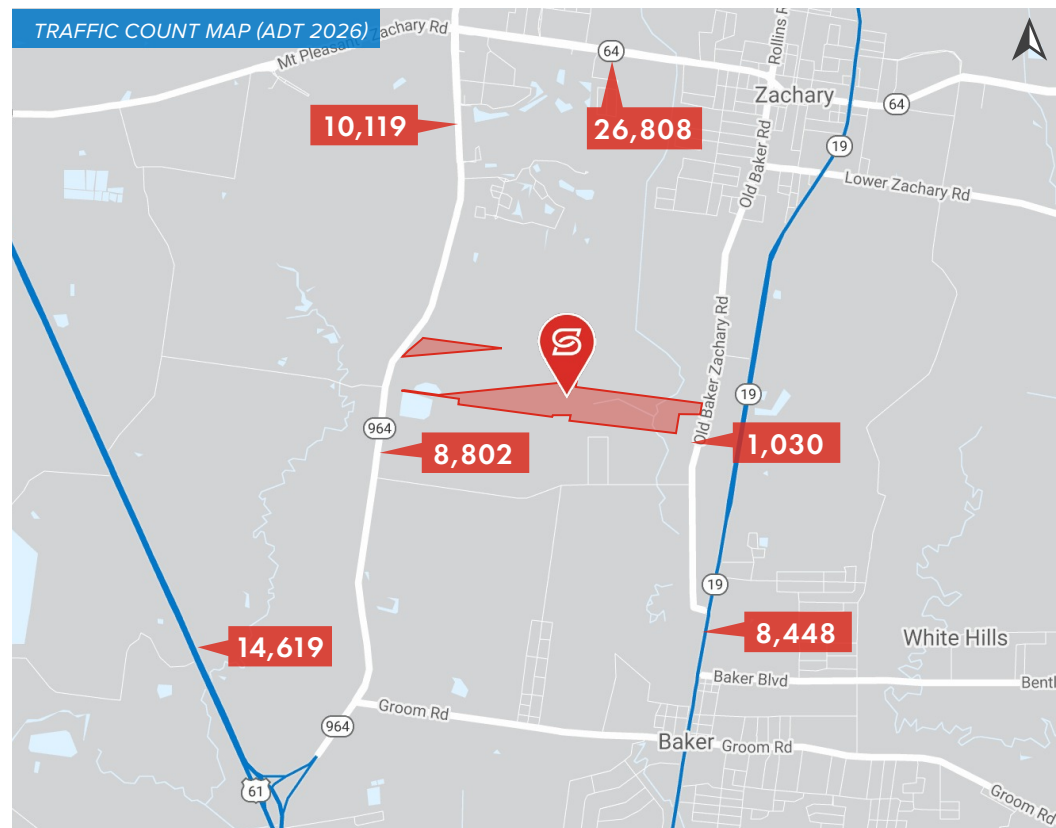 TRAFFIC COUNT MAP (ADT 2026)
Mt Pleasant - Zachary Rd
64
Rollins R
Zachary
64
10,119
26,808
19
Old Baker Rd
Lower Zachary Rd
Old Baker Zachary Rd
19
964
8,802
1,030
19
14,619
8,448
White Hills
Baker Blvd
Bentl
Groom Rd
964
Baker
Groom Rd
61
Groom Rd